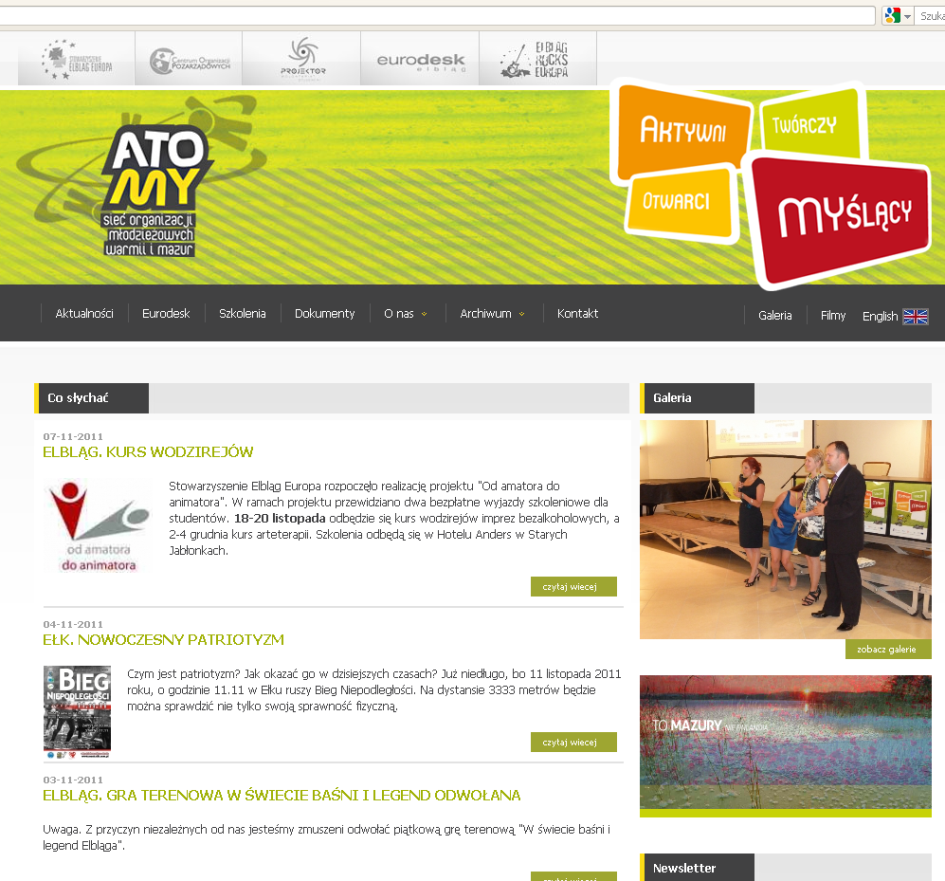 Szuka
STOWARZYSZENIE
ELBLĄG EUROPA
Centrum Organizacji
POZARZĄDOWYCH
PROJEKTOR
eurodesk
elbląg
ELBLĄG
ROCKS
EUROPA
ATO
MY
sieć organizacji
młodzieżowych
warmii i mazur
AKTYWNI
TWÓRCZY
OTWARCI
MYŚLĄCY
Aktualności
Eurodesk
Szkolenia
Dokumenty
O nas
Archiwum
Kontakt
Galeria
Filmy
English
Co słychać
07-11-2011
ELBLĄG. KURS WODZIREJÓW
od amatora
do animatora
Stowarzyszenie Elbląg Europa rozpoczęło realizację projektu "Od amatora do
animatora". W ramach projektu przewidziano dwa bezpłatne wyjazdy szkoleniowe dla
studentów. 18-20 listopada odbędzie się kurs wodzirejów imprez bezalkoholowych, a
2-4 grudnia kurs arteterapii. Szkolenia odbędą się w Hotelu Anders w Starych
Jabłonkach.
czytaj wiecej
04-11-2011
EŁK. NOWOCZESNY PATRIOTYZM
BIEG
NIEPODLEGŁOŚCI
Czym jest patriotyzm? Jak okazać go w dzisiejszych czasach? Już niedługo, bo 11 listopada 2011
roku, o godzinie 11.11 w Ełku ruszy Bieg Niepodległości. Na dystansie 3333 metrów będzie
można sprawdzić nie tylko swoją sprawność fizyczną.
czytaj wiecej
03-11-2011
ELBLĄG. GRA TERENOWA W ŚWIECIE BAŚNI I LEGEND ODWOŁANA
Uwaga. Z przyczyn niezależnych od nas jesteśmy zmuszeni odwołać piątkową grę terenową "W świecie baśni i
legend Elbląga".
czytaj wiecej
Galeria
zobacz galerie
TO MAZURY NIE FINLANDIA
Newsletter